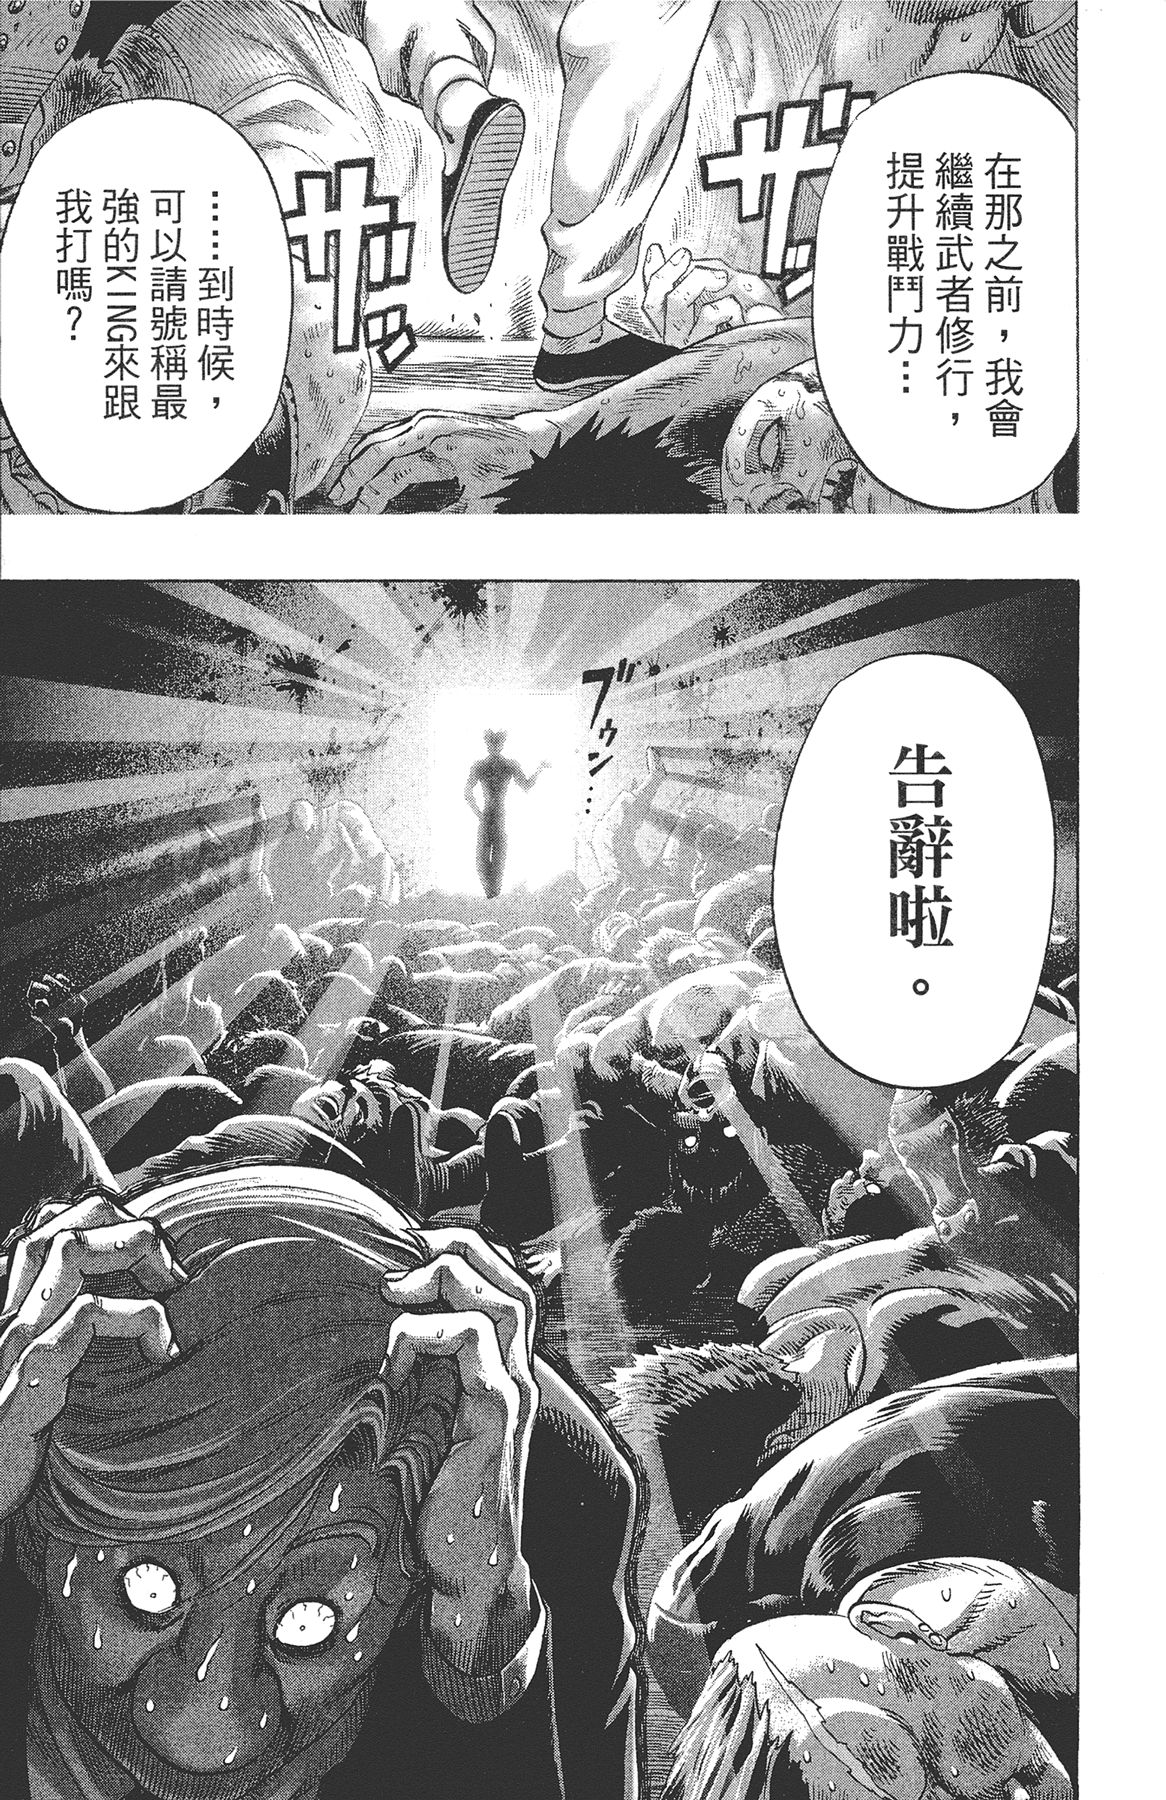 在那之前，我會
繼續武者修行，
提升戰鬥力…
ザッ
ザッ
……到時候，
可以請號稱最
強的KING來跟
我打嗎？
告辭啦。
ブゥン…